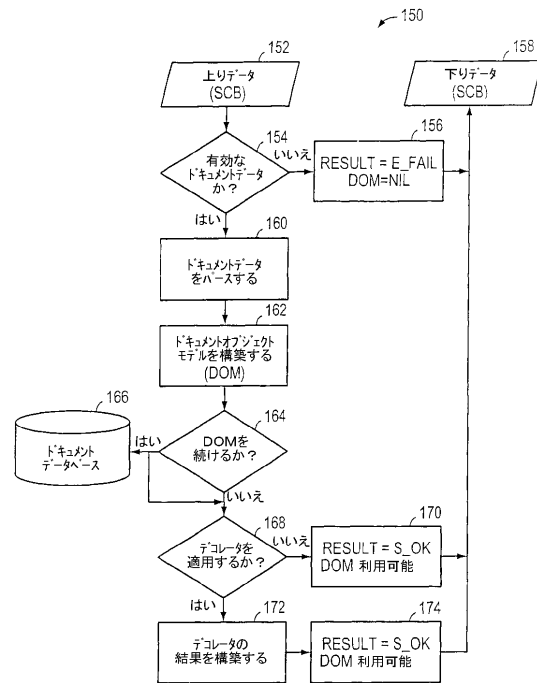 150
152
上りデータ
(SCB)
158
下りデータ
(SCB)
154
有効な
ドキュメントデータ
か？
いいえ
はい
156
RESULT = E_FAIL
DOM=NIL
160
ドキュメントデータ
をパースする
162
ドキュメントオブジェクト
モデルを構築する
(DOM)
164
DOMを
続けるか？
はい
いいえ
166
ドキュメント
データベース
168
デコレータを
適用するか？
いいえ
はい
170
RESULT = S_OK
DOM 利用可能
172
デコレータの
結果を構築する
174
RESULT = S_OK
DOM 利用可能